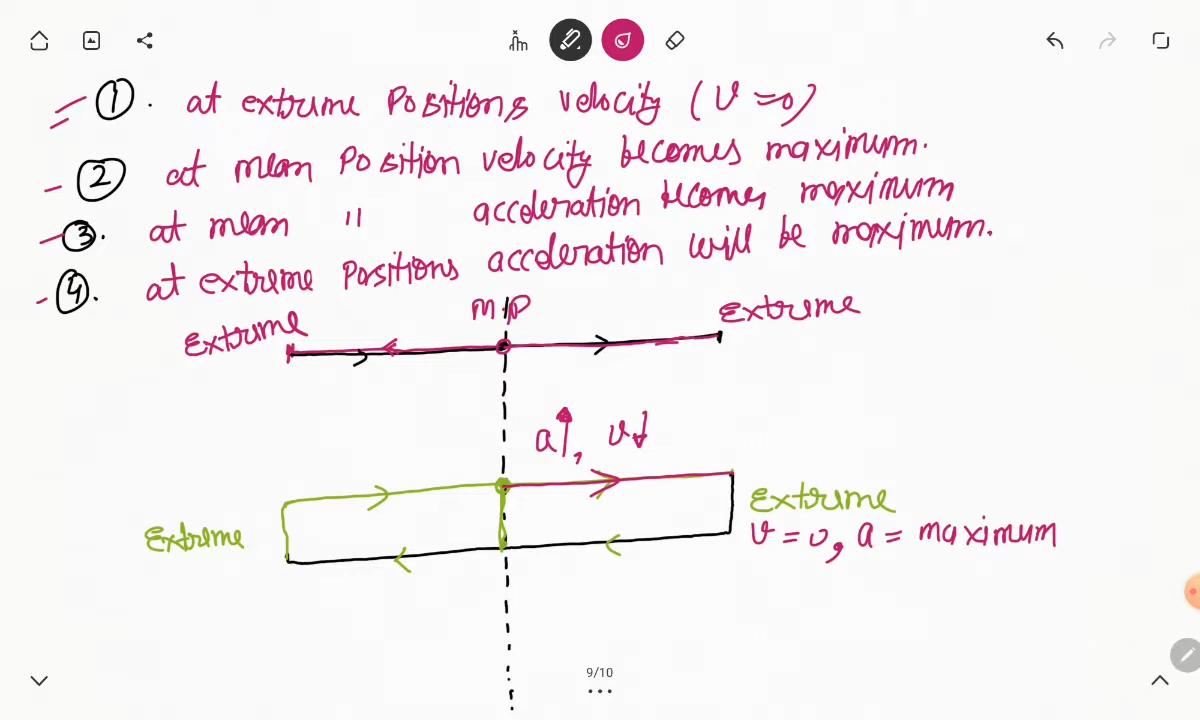 ① . at extreme Positions velocity (v = 0)
② at mean Position velocity becomes maximum.
③. at mean " acceleration becomes maximum
④. at extreme Positions acceleration will be maximum.
M.P
Extreme
Extreme
a↑, v↓
Extreme
Extreme
v = 0, a = maximum
9/10